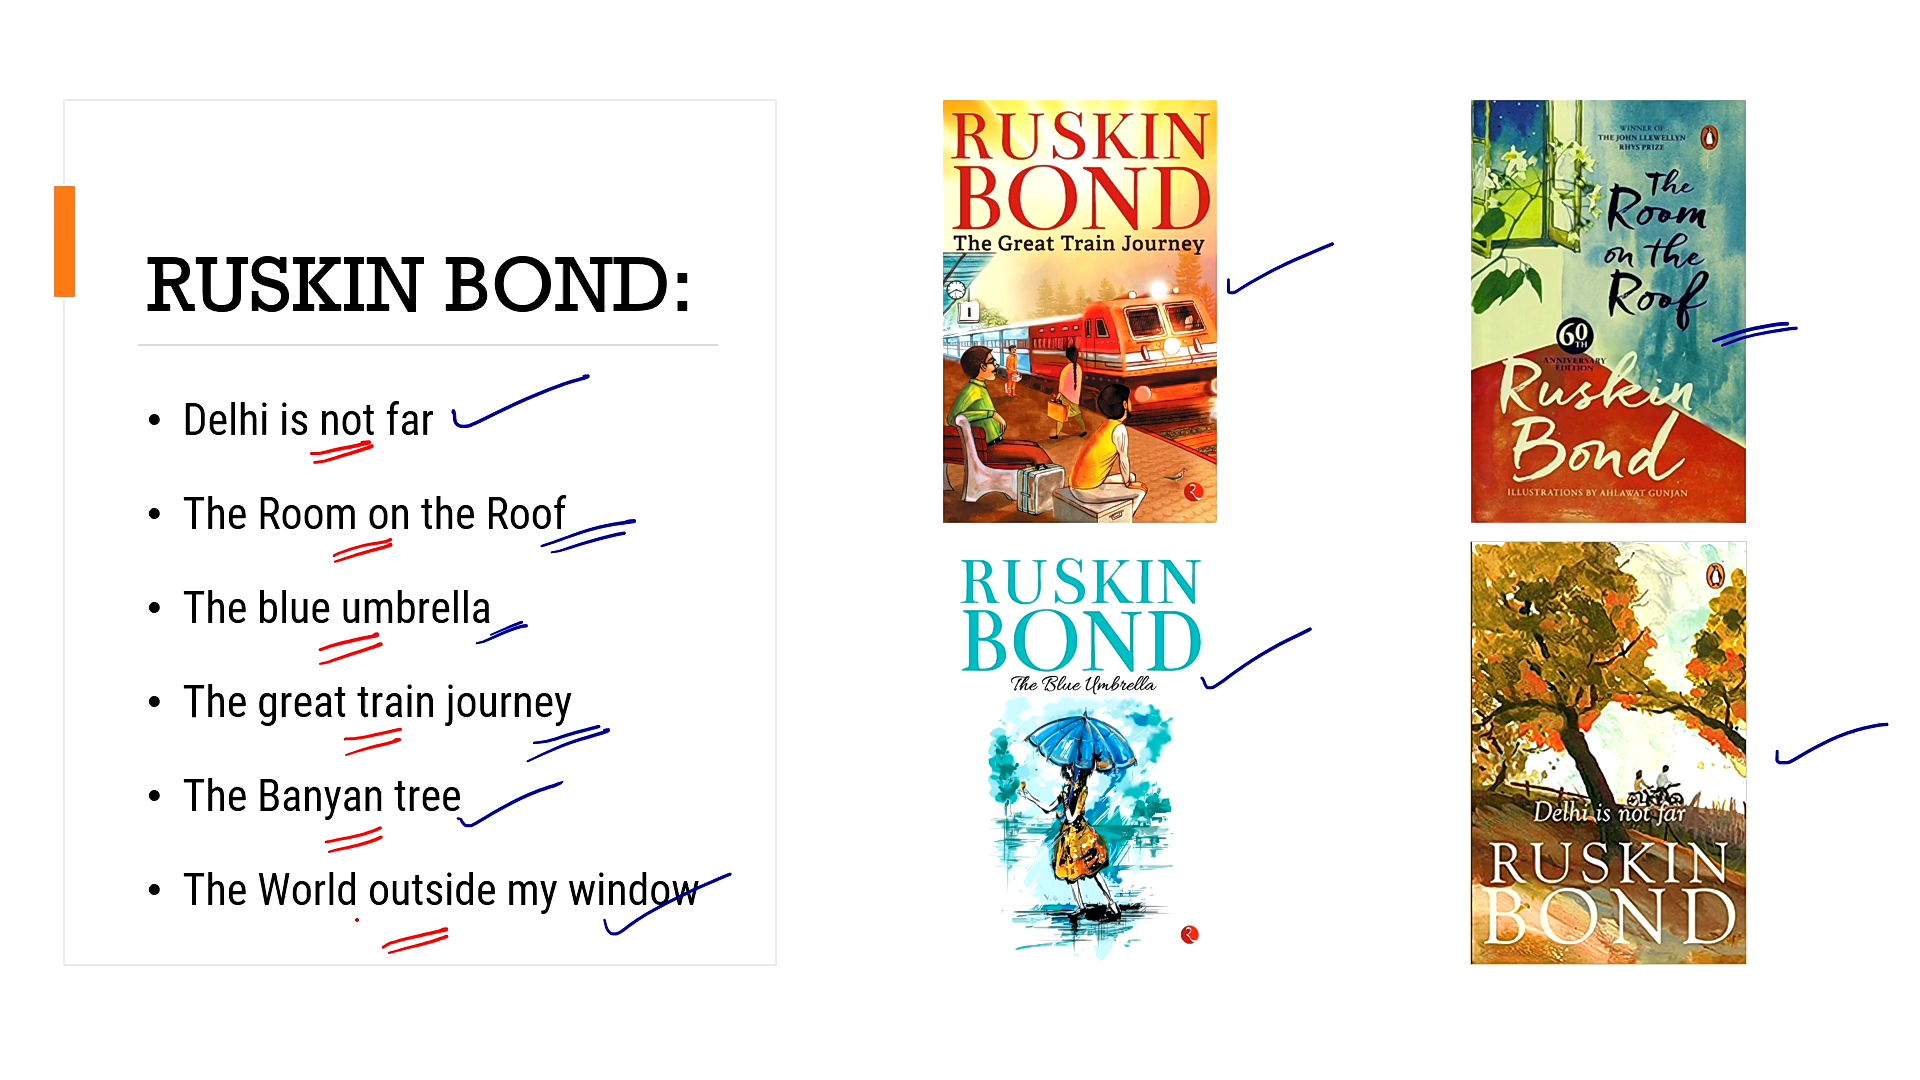 RUSKIN BOND:
• Delhi is not far
• The Room on the Roof
• The blue umbrella
• The great train journey
• The Banyan tree
• The World outside my window
RUSKIN
BOND
The Great Train Journey
1
WINNER OF
THE JOHN LLEWELLYN
RHYS PRIZE
The
Room
on the
Roof
60
TH
ANNIVERSARY
EDITION
Ruskin
Bond
ILLUSTRATIONS BY AHLAWAT GUNJAN
RUSKIN
BOND
The Blue Umbrella
Delhi is not far
RUSKIN
BOND